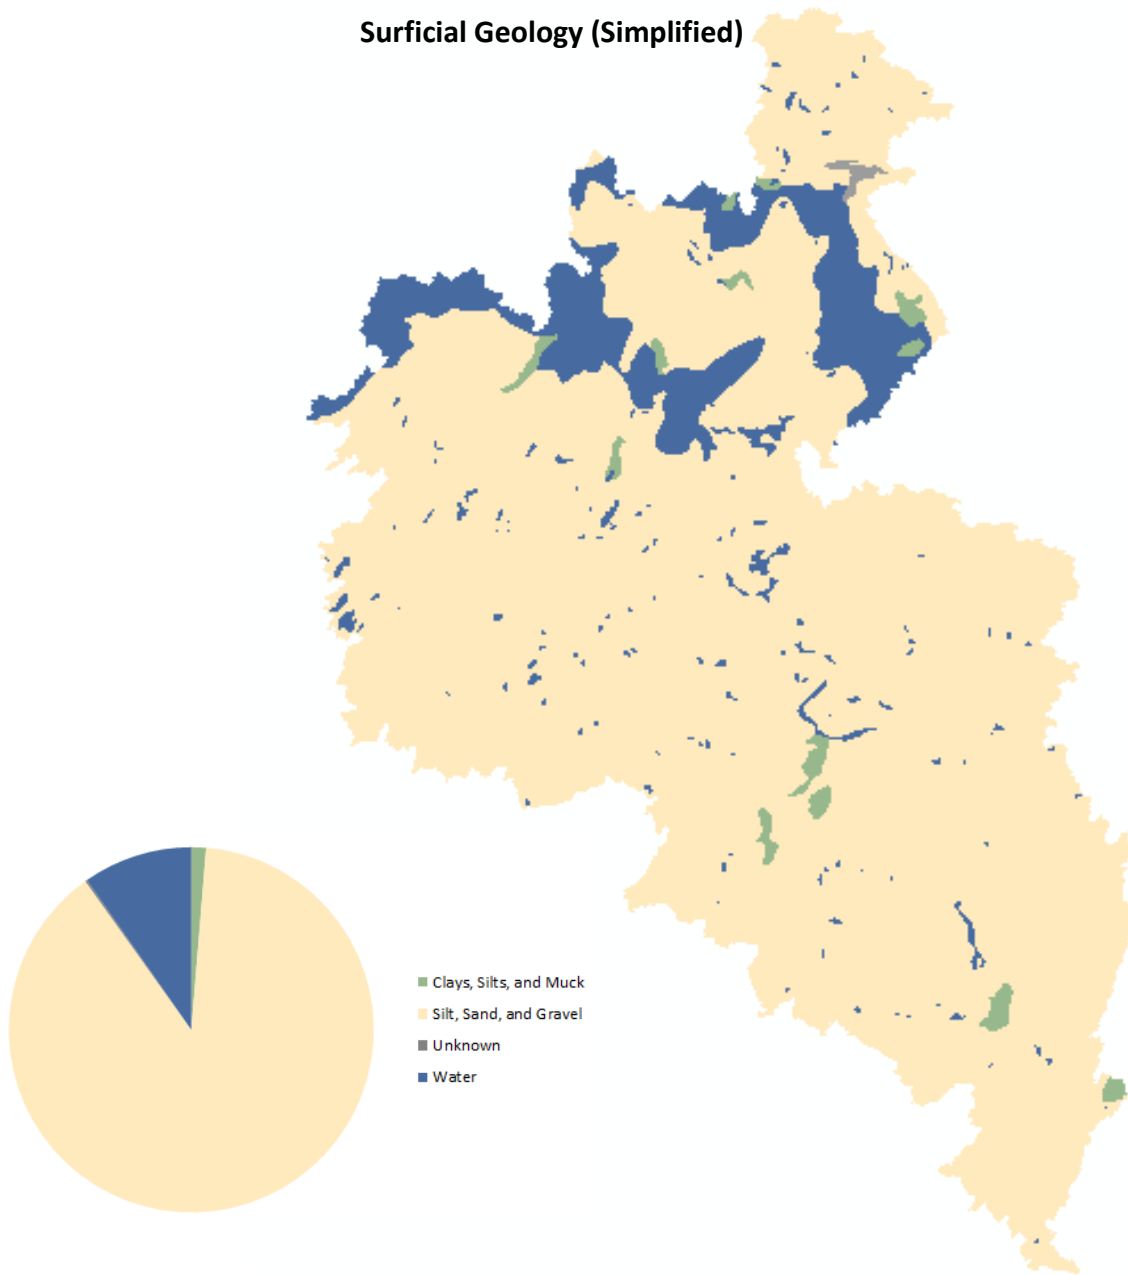 Surficial Geology (Simplified)
Clays, Silts, and Muck
Silt, Sand, and Gravel
Unknown
Water